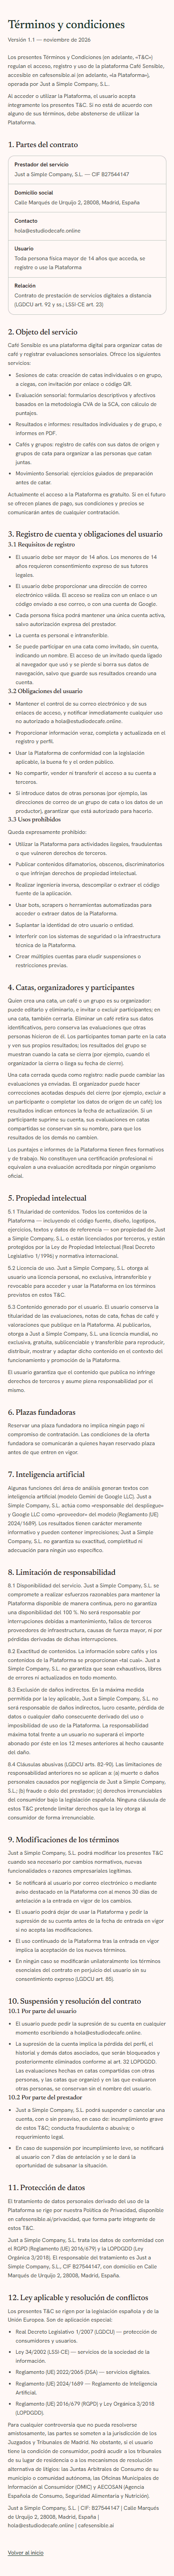 Términos y condiciones
Versión 1.1 — noviembre de 2026
Los presentes Términos y Condiciones (en adelante, «T&C»)
regulan el acceso, registro y uso de la plataforma Café Sensible,
accesible en cafesensible.ai (en adelante, «la Plataforma»),
operada por Just a Simple Company, S.L.
Al acceder o utilizar la Plataforma, el usuario acepta
íntegramente los presentes T&C. Si no está de acuerdo con
alguno de sus términos, debe abstenerse de utilizar la
Plataforma.
1. Partes del contrato
Prestador del servicio
Just a Simple Company, S.L. — CIF B27544147
Domicilio social
Calle Marqués de Urquijo 2, 28008, Madrid, España
Contacto
hola@estudiodecafe.online
Usuario
Toda persona física mayor de 14 años que acceda, se
registre o use la Plataforma
Relación
Contrato de prestación de servicios digitales a distancia
(LGDCU art. 92 y ss.; LSSI-CE art. 23)
2. Objeto del servicio
Café Sensible es una plataforma digital para organizar catas de
café y registrar evaluaciones sensoriales. Ofrece los siguientes
servicios:
Sesiones de cata: creación de catas individuales o en grupo,
a ciegas, con invitación por enlace o código QR.
Evaluación sensorial: formularios descriptivos y afectivos
basados en la metodología CVA de la SCA, con cálculo de
puntajes.
Resultados e informes: resultados individuales y de grupo, e
informes en PDF.
Cafés y grupos: registro de cafés con sus datos de origen y
grupos de cata para organizar a las personas que catan
juntas.
Movimiento Sensorial: ejercicios guiados de preparación
antes de catar.
Actualmente el acceso a la Plataforma es gratuito. Si en el futuro
se ofrecen planes de pago, sus condiciones y precios se
comunicarán antes de cualquier contratación.
3. Registro de cuenta y obligaciones del usuario
3.1 Requisitos de registro
El usuario debe ser mayor de 14 años. Los menores de 14
años requieren consentimiento expreso de sus tutores
legales.
El usuario debe proporcionar una dirección de correo
electrónico válida. El acceso se realiza con un enlace o un
código enviado a ese correo, o con una cuenta de Google.
Cada persona física podrá mantener una única cuenta activa,
salvo autorización expresa del prestador.
La cuenta es personal e intransferible.
Se puede participar en una cata como invitado, sin cuenta,
indicando un nombre. El acceso de un invitado queda ligado
al navegador que usó y se pierde si borra sus datos de
navegación, salvo que guarde sus resultados creando una
cuenta.
3.2 Obligaciones del usuario
Mantener el control de su correo electrónico y de sus
enlaces de acceso, y notificar inmediatamente cualquier uso
no autorizado a hola@estudiodecafe.online.
Proporcionar información veraz, completa y actualizada en el
registro y perfil.
Usar la Plataforma de conformidad con la legislación
aplicable, la buena fe y el orden público.
No compartir, vender ni transferir el acceso a su cuenta a
terceros.
Si introduce datos de otras personas (por ejemplo, las
direcciones de correo de un grupo de cata o los datos de un
productor), garantizar que está autorizado para hacerlo.
3.3 Usos prohibidos
Queda expresamente prohibido:
Utilizar la Plataforma para actividades ilegales, fraudulentas
o que vulneren derechos de terceros.
Publicar contenidos difamatorios, obscenos, discriminatorios
o que infrinjan derechos de propiedad intelectual.
Realizar ingeniería inversa, descompilar o extraer el código
fuente de la aplicación.
Usar bots, scrapers o herramientas automatizadas para
acceder o extraer datos de la Plataforma.
Suplantar la identidad de otro usuario o entidad.
Interferir con los sistemas de seguridad o la infraestructura
técnica de la Plataforma.
Crear múltiples cuentas para eludir suspensiones o
restricciones previas.
4. Catas, organizadores y participantes
Quien crea una cata, un café o un grupo es su organizador:
puede editarlo y eliminarlo, e invitar o excluir participantes; en
una cata, también cerrarla. Eliminar un café retira sus datos
identificativos, pero conserva las evaluaciones que otras
personas hicieron de él. Los participantes toman parte en la cata
y ven sus propios resultados; los resultados del grupo se
muestran cuando la cata se cierra (por ejemplo, cuando el
organizador la cierra o llega su fecha de cierre).
Una cata cerrada queda como registro: nadie puede cambiar las
evaluaciones ya enviadas. El organizador puede hacer
correcciones acotadas después del cierre (por ejemplo, excluir a
un participante o completar los datos de origen de un café); los
resultados indican entonces la fecha de actualización. Si un
participante suprime su cuenta, sus evaluaciones en catas
compartidas se conservan sin su nombre, para que los
resultados de los demás no cambien.
Los puntajes e informes de la Plataforma tienen fines formativos
y de trabajo. No constituyen una certificación profesional ni
equivalen a una evaluación acreditada por ningún organismo
oficial.
5. Propiedad intelectual
5.1 Titularidad de contenidos. Todos los contenidos de la
Plataforma — incluyendo el código fuente, diseño, logotipos,
ejercicios, textos y datos de referencia — son propiedad de Just
a Simple Company, S.L. o están licenciados por terceros, y están
protegidos por la Ley de Propiedad Intelectual (Real Decreto
Legislativo 1/1996) y normativa internacional.
5.2 Licencia de uso. Just a Simple Company, S.L. otorga al
usuario una licencia personal, no exclusiva, intransferible y
revocable para acceder y usar la Plataforma en los términos
previstos en estos T&C.
5.3 Contenido generado por el usuario. El usuario conserva la
titularidad de las evaluaciones, notas de cata, fichas de café y
valoraciones que publique en la Plataforma. Al publicarlos,
otorga a Just a Simple Company, S.L. una licencia mundial, no
exclusiva, gratuita, sublicenciable y transferible para reproducir,
distribuir, mostrar y adaptar dicho contenido en el contexto del
funcionamiento y promoción de la Plataforma.
El usuario garantiza que el contenido que publica no infringe
derechos de terceros y asume plena responsabilidad por el
mismo.
6. Plazas fundadoras
Reservar una plaza fundadora no implica ningún pago ni
compromiso de contratación. Las condiciones de la oferta
fundadora se comunicarán a quienes hayan reservado plaza
antes de que entren en vigor.
7. Inteligencia artificial
Algunas funciones del área de análisis generan textos con
inteligencia artificial (modelo Gemini de Google LLC). Just a
Simple Company, S.L. actúa como «responsable del despliegue»
y Google LLC como «proveedor» del modelo (Reglamento (UE)
2024/1689). Los resultados tienen carácter meramente
informativo y pueden contener imprecisiones; Just a Simple
Company, S.L. no garantiza su exactitud, completitud ni
adecuación para ningún uso específico.
8. Limitación de responsabilidad
8.1 Disponibilidad del servicio. Just a Simple Company, S.L. se
compromete a realizar esfuerzos razonables para mantener la
Plataforma disponible de manera continua, pero no garantiza
una disponibilidad del 100 %. No será responsable por
interrupciones debidas a mantenimiento, fallos de terceros
proveedores de infraestructura, causas de fuerza mayor, ni por
pérdidas derivadas de dichas interrupciones.
8.2 Exactitud de contenidos. La información sobre cafés y los
contenidos de la Plataforma se proporcionan «tal cual». Just a
Simple Company, S.L. no garantiza que sean exhaustivos, libres
de errores ni actualizados en todo momento.
8.3 Exclusión de daños indirectos. En la máxima medida
permitida por la ley aplicable, Just a Simple Company, S.L. no
será responsable de daños indirectos, lucro cesante, pérdida de
datos o cualquier daño consecuente derivado del uso o
imposibilidad de uso de la Plataforma. La responsabilidad
máxima total frente a un usuario no superará el importe
abonado por éste en los 12 meses anteriores al hecho causante
del daño.
8.4 Cláusulas abusivas (LGDCU arts. 82–90). Las limitaciones de
responsabilidad anteriores no se aplican a: (a) muerte o daños
personales causados por negligencia de Just a Simple Company,
S.L.; (b) fraude o dolo del prestador; (c) derechos irrenunciables
del consumidor bajo la legislación española. Ninguna cláusula de
estos T&C pretende limitar derechos que la ley otorga al
consumidor de forma irrenunciable.
9. Modificaciones de los términos
Just a Simple Company, S.L. podrá modificar los presentes T&C
cuando sea necesario por cambios normativos, nuevas
funcionalidades o razones empresariales legítimas.
Se notificará al usuario por correo electrónico o mediante
aviso destacado en la Plataforma con al menos 30 días de
antelación a la entrada en vigor de los cambios.
El usuario podrá dejar de usar la Plataforma y pedir la
supresión de su cuenta antes de la fecha de entrada en vigor
si no acepta las modificaciones.
El uso continuado de la Plataforma tras la entrada en vigor
implica la aceptación de los nuevos términos.
En ningún caso se modificarán unilateralmente los términos
esenciales del contrato en perjuicio del usuario sin su
consentimiento expreso (LGDCU art. 85).
10. Suspensión y resolución del contrato
10.1 Por parte del usuario
El usuario puede pedir la supresión de su cuenta en cualquier
momento escribiendo a hola@estudiodecafe.online.
La supresión de la cuenta implica la pérdida del perfil, el
historial y demás datos asociados, que serán bloqueados y
posteriormente eliminados conforme al art. 32 LOPDGDD.
Las evaluaciones hechas en catas compartidas con otras
personas, y las catas que organizó y en las que evaluaron
otras personas, se conservan sin el nombre del usuario.
10.2 Por parte del prestador
Just a Simple Company, S.L. podrá suspender o cancelar una
cuenta, con o sin preaviso, en caso de: incumplimiento grave
de estos T&C; conducta fraudulenta o abusiva; o
requerimiento legal.
En caso de suspensión por incumplimiento leve, se notificará
al usuario con 7 días de antelación y se le dará la
oportunidad de subsanar la situación.
11. Protección de datos
El tratamiento de datos personales derivado del uso de la
Plataforma se rige por nuestra Política de Privacidad, disponible
en cafesensible.ai/privacidad, que forma parte integrante de
estos T&C.
Just a Simple Company, S.L. trata los datos de conformidad con
el RGPD (Reglamento (UE) 2016/679) y la LOPDGDD (Ley
Orgánica 3/2018). El responsable del tratamiento es Just a
Simple Company, S.L., CIF B27544147, con domicilio en Calle
Marqués de Urquijo 2, 28008, Madrid, España.
12. Ley aplicable y resolución de conflictos
Los presentes T&C se rigen por la legislación española y de la
Unión Europea. Son de aplicación especial:
Real Decreto Legislativo 1/2007 (LGDCU) — protección de
consumidores y usuarios.
Ley 34/2002 (LSSI-CE) — servicios de la sociedad de la
información.
Reglamento (UE) 2022/2065 (DSA) — servicios digitales.
Reglamento (UE) 2024/1689 — Reglamento de Inteligencia
Artificial.
Reglamento (UE) 2016/679 (RGPD) y Ley Orgánica 3/2018
(LOPDGDD).
Para cualquier controversia que no pueda resolverse
amistosamente, las partes se someten a la jurisdicción de los
Juzgados y Tribunales de Madrid. No obstante, si el usuario
tiene la condición de consumidor, podrá acudir a los tribunales
de su lugar de residencia o a los mecanismos de resolución
alternativa de litigios: las Juntas Arbitrales de Consumo de su
municipio o comunidad autónoma, las Oficinas Municipales de
Información al Consumidor (OMIC) y AECOSAN (Agencia
Española de Consumo, Seguridad Alimentaria y Nutrición).
Just a Simple Company, S.L. | CIF: B27544147 | Calle Marqués
de Urquijo 2, 28008, Madrid, España |
hola@estudiodecafe.online | cafesensible.ai
Volver al inicio